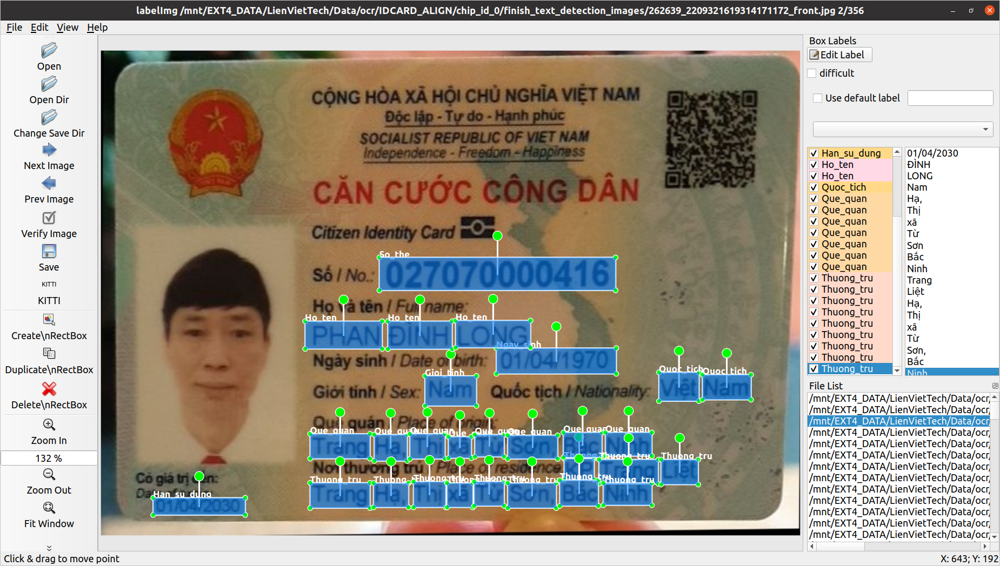 labelImg /mnt/EXT4_DATA/LienVietTech/Data/ocr/IDCARD_ALIGN/chip_id_0/finish_text_detection_images/262639_2209321619314171172_front.jpg 2/356
File Edit View Help
Open
Open Dir
Change Save Dir
Next Image
Prev Image
Verify Image
Save
KITTI
KITTI
Create\nRectBox
Duplicate\nRectBox
Delete\nRectBox
Zoom In
132 %
Zoom Out
Fit Window
CỘNG HÒA XÃ HỘI CHỦ NGHĨA VIỆT NAM
Độc lập - Tự do - Hạnh phúc
SOCIALIST REPUBLIC OF VIET NAM
Independence - Freedom - Happiness
CĂN CƯỚC CÔNG DÂN
Citizen Identity Card
So_the
Số / No.: 027070000416
Họ và tên / Full name:
Ho_ten Ho_ten Ho_ten
PHAN ĐÌNH LONG
Ngay_sinh
Ngày sinh / Date of birth: 01/04/1970
Gioi_tinh Quoc_tich Quoc_tich
Giới tính / Sex: Nam Quốc tịch / Nationality: Việt Nam
Quê quán / Place of origin:
Que_quan Que_quan Que_quan Que_quan Que_quan Que_quan Que_quan Que_quan
Trang Hạ, Thị xã Từ Sơn, Bắc Ninh
Thuong_tru Thuong_tru Thuong_tru
Nơi thường trú / Place of residence: KP Trang Liệt
Thuong_tru Thuong_tru Thuong_tru Thuong_tru Thuong_tru Thuong_tru Thuong_tru Thuong_tru
Trang Hạ, Thị xã Từ Sơn, Bắc Ninh
Có giá trị đến:
Han_su_dung
01/04/2030
Box Labels
Edit Label
difficult
Use default label
Han_su_dung 01/04/2030
Ho_ten ĐÌNH
Ho_ten LONG
Quoc_tich Nam
Que_quan Hạ,
Que_quan Thị
Que_quan xã
Que_quan Từ
Que_quan Sơn
Que_quan Bắc
Que_quan Ninh
Thuong_tru Trang
Thuong_tru Liệt
Thuong_tru Hạ,
Thuong_tru Thị
Thuong_tru xã
Thuong_tru Từ
Thuong_tru Sơn,
Thuong_tru Bắc
Thuong_tru Ninh
File List
/mnt/EXT4_DATA/LienVietTech/Data/ocr/
/mnt/EXT4_DATA/LienVietTech/Data/ocr/
/mnt/EXT4_DATA/LienVietTech/Data/ocr/
/mnt/EXT4_DATA/LienVietTech/Data/ocr/
/mnt/EXT4_DATA/LienVietTech/Data/ocr/
/mnt/EXT4_DATA/LienVietTech/Data/ocr/
/mnt/EXT4_DATA/LienVietTech/Data/ocr/
/mnt/EXT4_DATA/LienVietTech/Data/ocr/
/mnt/EXT4_DATA/LienVietTech/Data/ocr/
/mnt/EXT4_DATA/LienVietTech/Data/ocr/
/mnt/EXT4_DATA/LienVietTech/Data/ocr/
/mnt/EXT4_DATA/LienVietTech/Data/ocr/
/mnt/EXT4_DATA/LienVietTech/Data/ocr/
Click & drag to move point
X: 643; Y: 192